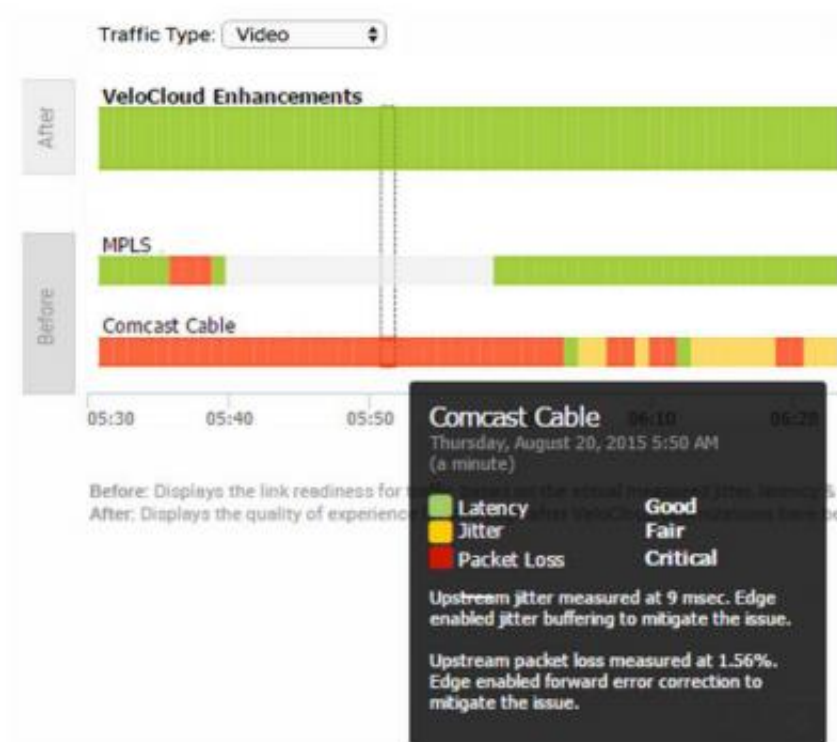 Traffic Type: Video
After
VeloCloud Enhancements
Before
MPLS
Comcast Cable
05:30 05:40 05:50 06:10 06:20
Comcast Cable
Thursday, August 20, 2015 5:50 AM
(a minute)
Latency Good
Jitter Fair
Packet Loss Critical
Upstream jitter measured at 9 msec. Edge
enabled jitter buffering to mitigate the issue.
Upstream packet loss measured at 1.56%.
Edge enabled forward error correction to
mitigate the issue.
Before: Displays the link readiness for
After: Displays the quality of experience